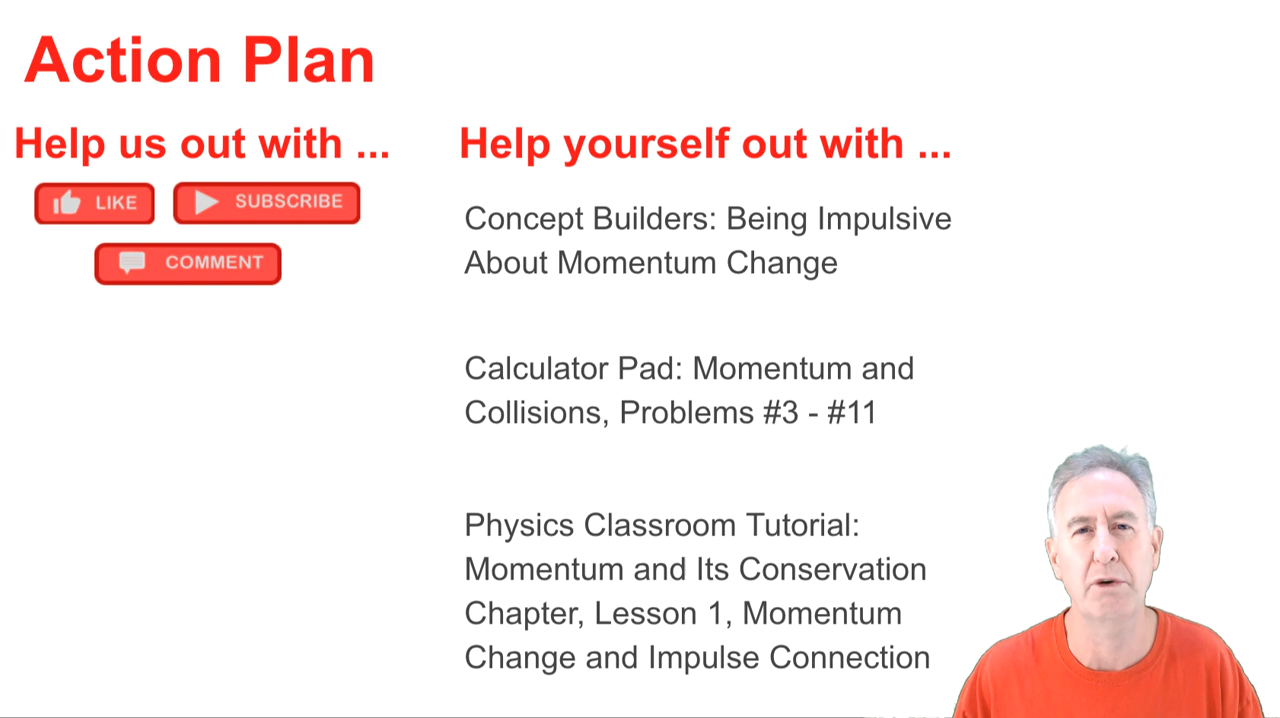 Action Plan
Help us out with ...
LIKE
SUBSCRIBE
COMMENT
Help yourself out with ...
Concept Builders: Being Impulsive
About Momentum Change
Calculator Pad: Momentum and
Collisions, Problems #3 - #11
Physics Classroom Tutorial:
Momentum and Its Conservation
Chapter, Lesson 1, Momentum
Change and Impulse Connection